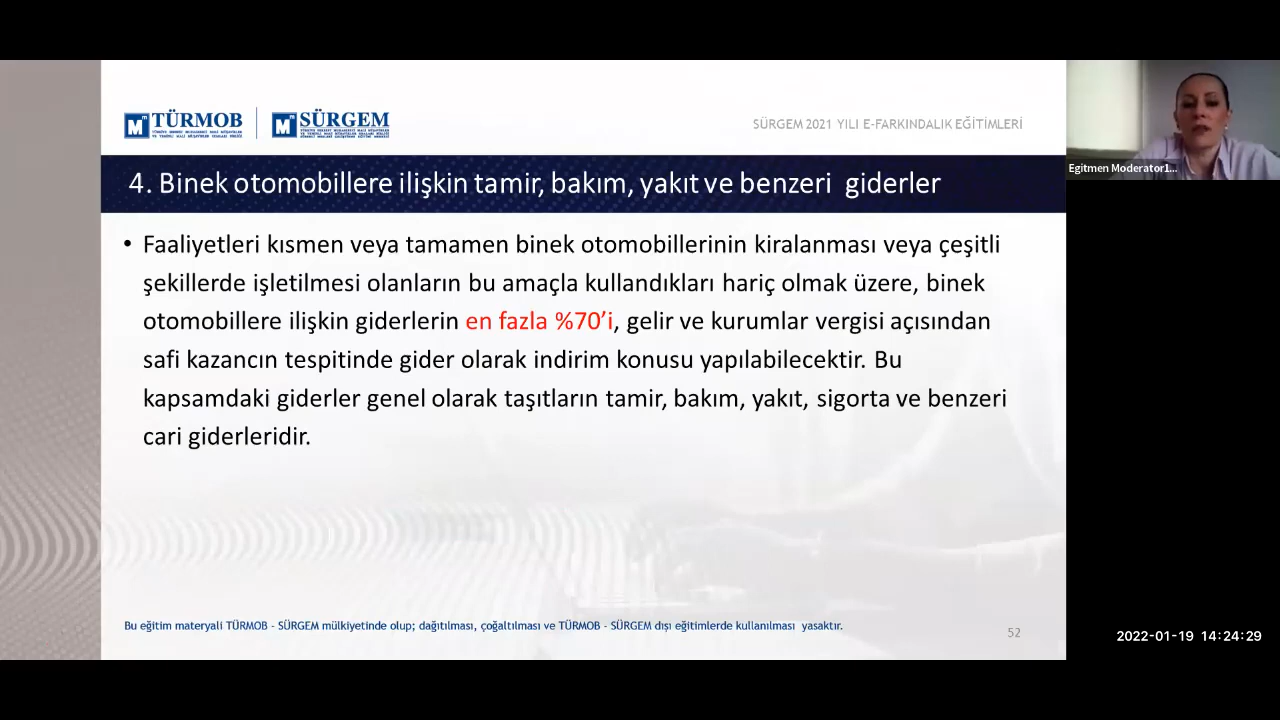 TÜRMOB
SÜRGEM
SÜRGEM 2021 YILI E-FARKINDALIK EĞİTİMLERİ
4. Binek otomobillere ilişkin tamir, bakım, yakıt ve benzeri giderler
Egitmen Moderator1...
• Faaliyetleri kısmen veya tamamen binek otomobillerinin kiralanması veya çeşitli
şekillerde işletilmesi olanların bu amaçla kullandıkları hariç olmak üzere, binek
otomobillere ilişkin giderlerin en fazla %70’i, gelir ve kurumlar vergisi açısından
safi kazancın tespitinde gider olarak indirim konusu yapılabilecektir. Bu
kapsamdaki giderler genel olarak taşıtların tamir, bakım, yakıt, sigorta ve benzeri
cari giderleridir.
Bu eğitim materyali TÜRMOB - SÜRGEM mülkiyetinde olup; dağıtılması, çoğaltılması ve TÜRMOB - SÜRGEM dışı eğitimlerde kullanılması yasaktır.
52
2022-01-19 14:24:29